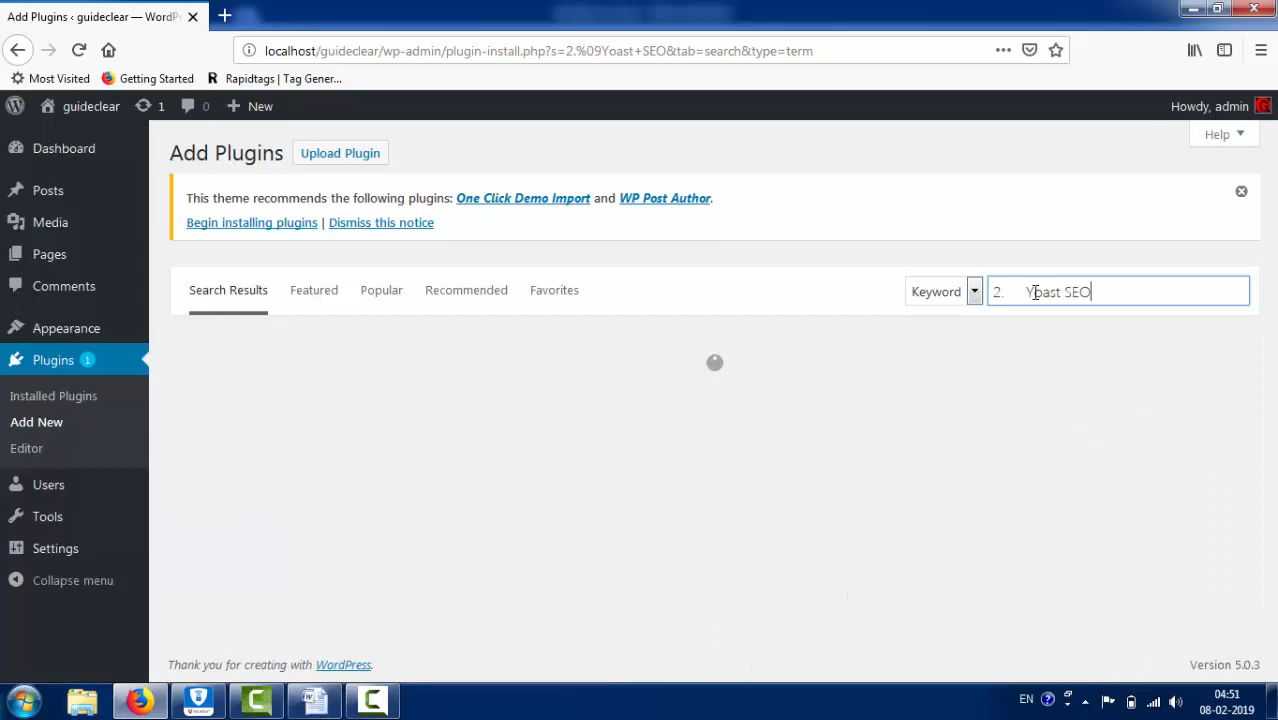 Add Plugins ‹ guideclear — WordPr
localhost/guideclear/wp-admin/plugin-install.php?s=2.%09Yoast+SEO&tab=search&type=term
Most Visited Getting Started Rapidtags | Tag Gener...
guideclear 1 0 New Howdy, admin
Help
Dashboard
Posts
Media
Pages
Comments
Appearance
Plugins 1
Installed Plugins
Add New
Editor
Users
Tools
Settings
Collapse menu
Add Plugins Upload Plugin
This theme recommends the following plugins: One Click Demo Import and WP Post Author.
Begin installing plugins | Dismiss this notice
Search Results Featured Popular Recommended Favorites Keyword 2. Yoast SEO
Thank you for creating with WordPress. Version 5.0.3
EN 04:51
08-02-2019